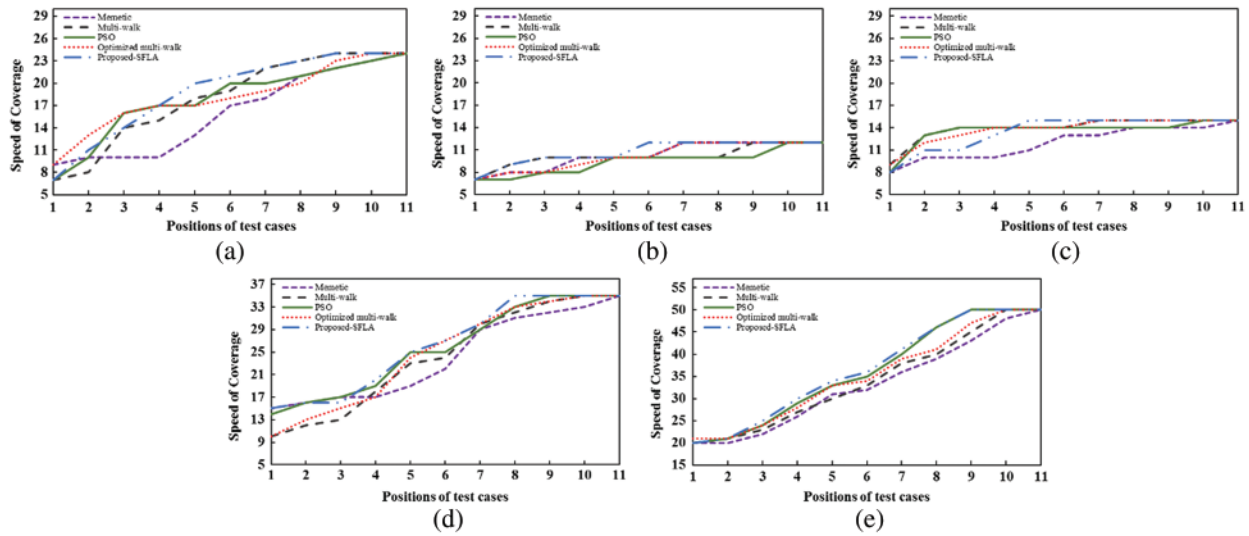 29
26
23
20
17
14
11
8
5
Speed of Coverage
Memetic
Multi-walk
PSO
Optimized multi-walk
Proposed-SFLA
1 2 3 4 5 6 7 8 9 10 11
Positions of test cases
(a)
29
26
23
20
17
14
11
8
5
Speed of Coverage
Memetic
Multi-walk
PSO
Optimized multi-walk
Proposed-SFLA
1 2 3 4 5 6 7 8 9 10 11
Positions of test cases
(b)
29
26
23
20
17
14
11
8
5
Speed of Coverage
Memetic
Multi-walk
PSO
Optimized multi-walk
Proposed-SFLA
1 2 3 4 5 6 7 8 9 10 11
Positions of test cases
(c)
37
33
29
25
21
17
13
9
5
Speed of Coverage
Memetic
Multi-walk
PSO
Optimized multi-walk
Proposed-SFLA
1 2 3 4 5 6 7 8 9 10 11
Positions of test cases
(d)
50
45
40
35
30
25
20
15
Speed of Coverage
Memetic
Multi-walk
PSO
Optimized multi-walk
Proposed-SFLA
1 2 3 4 5 6 7 8 9 10 11
Positions of test cases
(e)